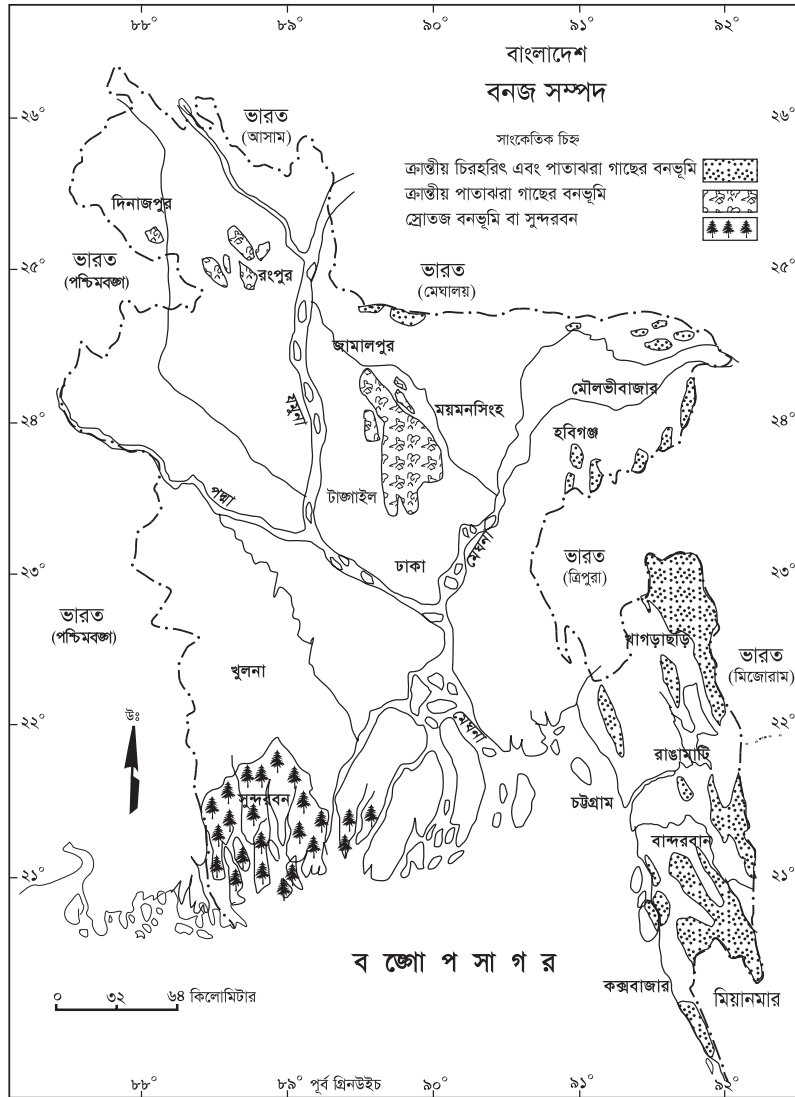 ৮৮° ৮৯° ৯০° ৯১° ৯২°
বাংলাদেশ
বনজ সম্পদ
২৬° ২৬°
ভারত
(আসাম)
সাংকেতিক চিহ্ন
ক্রান্তীয় চিরহরিৎ এবং পাতাঝরা গাছের বনভূমি
ক্রান্তীয় পাতাঝরা গাছের বনভূমি
স্রোতজ বনভূমি বা সুন্দরবন
দিনাজপুর
ভারত
(পশ্চিমবঙ্গ)
২৫° ২৫°
রংপুর
ভারত
(মেঘালয়)
জামালপুর
মৌলভীবাজার
যমুনা
ময়মনসিংহ
২৪ ২৪°
হবিগঞ্জ
পদ্মা
টাঙ্গাইল
মেঘনা
ঢাকা
ভারত
(ত্রিপুরা)
২৩° ২৩°
ভারত
(পশ্চিমবঙ্গ)
খাগড়াছড়ি
ভারত
(মিজোরাম)
খুলনা
২২° ২২°
উঃ
মেঘনা
রাঙামাটি
সুন্দরবন
চট্টগ্রাম
বান্দরবান
২১° ২১°
ব ঙ্গো প সা গ র
কক্সবাজার
মিয়ানমার
০ ৩২ ৬৪ কিলোমিটার
৮৮° ৮৯° পূর্ব গ্রিনউইচ ৯০° ৯১° ৯২°